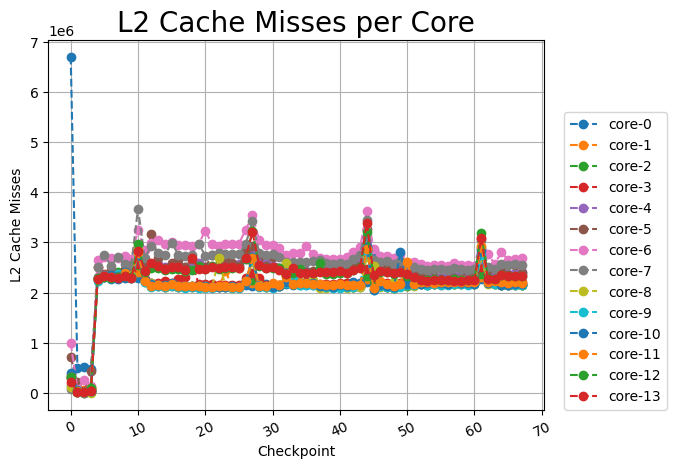 L2 Cache Misses per Core
1e6
7
6
5
4
3
2
1
0
L2 Cache Misses
0 10 20 30 40 50 60 70
Checkpoint
core-0
core-1
core-2
core-3
core-4
core-5
core-6
core-7
core-8
core-9
core-10
core-11
core-12
core-13